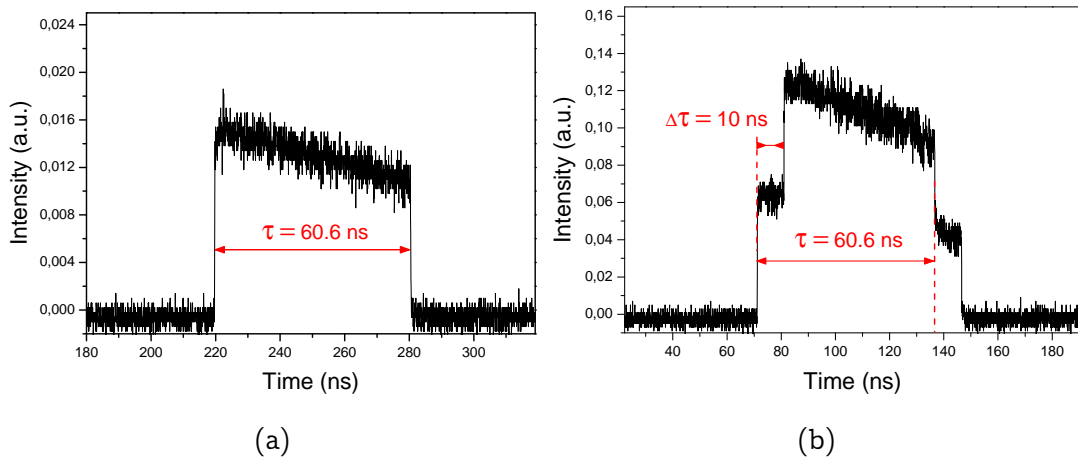 0,024
0,020
0,016
0,012
0,008
0,004
0,000
Intensity (a.u.)
τ = 60.6 ns
180 200 220 240 260 280 300
Time (ns)
(a)
0,16
0,14
0,12
0,10
0,08
0,06
0,04
0,02
0,00
Intensity (a.u.)
Δτ = 10 ns
τ = 60.6 ns
40 60 80 100 120 140 160 180
Time (ns)
(b)